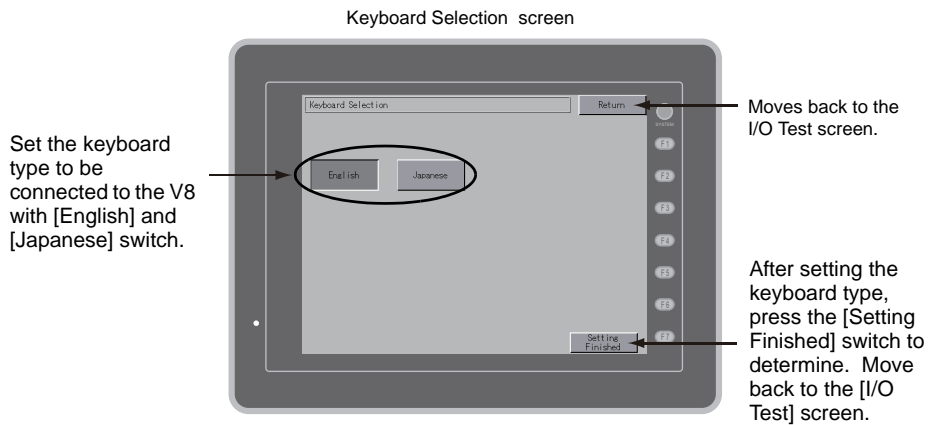 Keyboard Selection screen
Keyboard Selection
Return
SYSTEM
F1
F2
F3
F4
F5
F6
F7
English
Japanese
Setting
Finished
Set the keyboard
type to be
connected to the V8
with [English] and
[Japanese] switch.
Moves back to the
I/O Test screen.
After setting the
keyboard type,
press the [Setting
Finished] switch to
determine. Move
back to the [I/O
Test] screen.